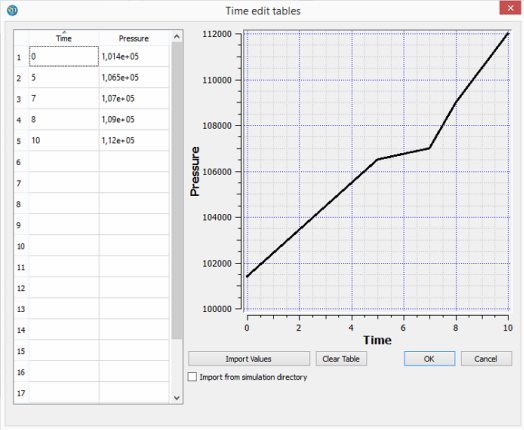 Time edit tables
Time Pressure
1 0 1,014e+05
2 5 1,065e+05
3 7 1,07e+05
4 8 1,09e+05
5 10 1,12e+05
6
7
8
9
10
11
12
13
14
15
16
17
112000
110000
108000
106000
104000
102000
100000
Pressure
0 2 4 6 8 10
Time
Import Values Clear Table OK Cancel
Import from simulation directory